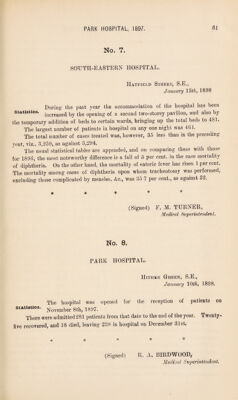 PARK HOSPITAL, 1897. 61
No. 7.
SOUTH-EASTERN HOSPITAL.
HATFIELD STREET, S.E.,
January 15th, 1898
Statistics. During the past year the accommodation of the hospital has been
increased by the opening of a second two-storey pavilion, and also by
the temporary addition of beds to certain wards, bringing up the total beds to 481.
The largest number of patients in hospital on any one night was 461.
The total number of cases treated was, however, 35 less than in the preceding
year, viz., 3,259, as against 3,294.
The usual statistical tables are appended, and on comparing these with those
for 1896, the most noteworthy difference is a fall of 5 per cent. in the case mortality
of diphtheria. On the other hand, the mortality of enteric fever has risen 1 per cent.
The mortality among cases of diphtheria upon whom tracheotomy was performed,
excluding those complicated by measles, &c., was 35·7 per cent., as against 52.
* * * * *
(Signed) F. M. TURNER,
Medical Superintendent.
No. 8.
PARK HOSPITAL.
HITHER GREEN, S.E.,
January 10th, 1898.
Statistics. The hospital was opened for the reception of patients on
November 8th, 1897.
There were admitted 281 patients from that date to the end of the year. Twenty-
five recovered, and 18 died, leaving 238 in hospital on December 31st.
* * * * *
(Signed) R. A. BIRDWOOD,
Medical Superintendent.